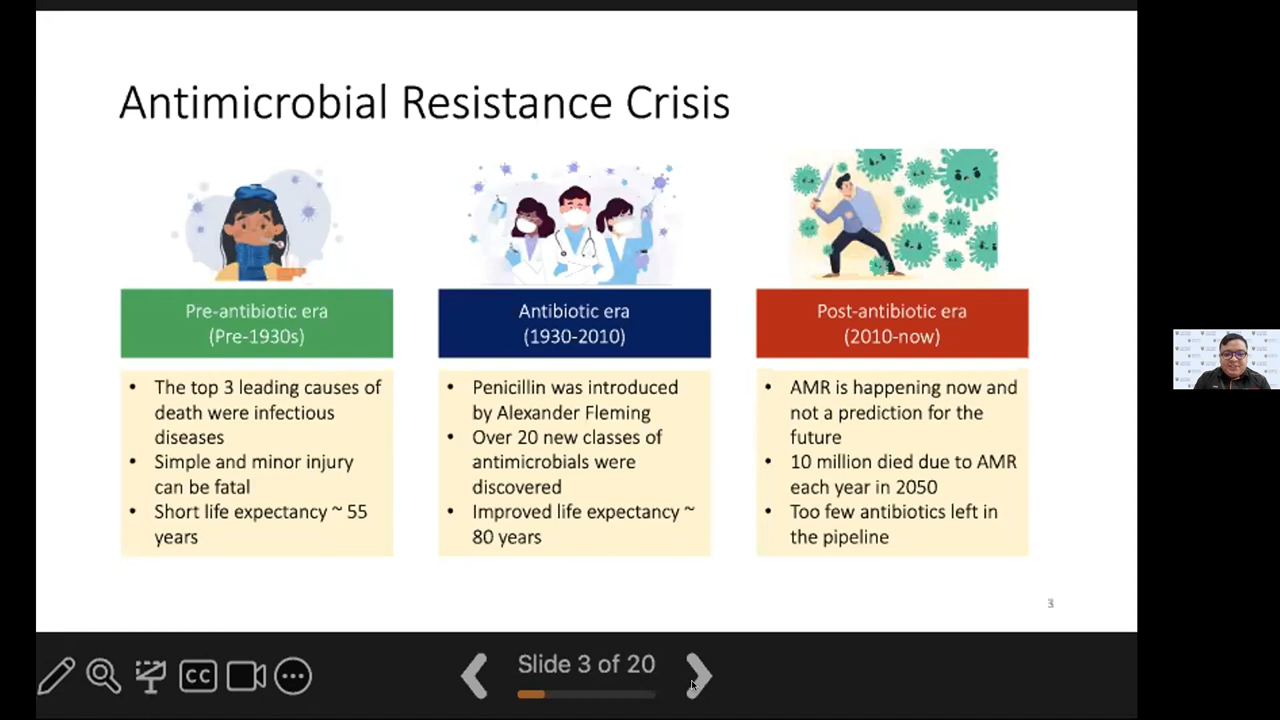 Antimicrobial Resistance Crisis
Pre-antibiotic era
(Pre-1930s)
• The top 3 leading causes of
death were infectious
diseases
• Simple and minor injury
can be fatal
• Short life expectancy ~ 55
years
Antibiotic era
(1930-2010)
• Penicillin was introduced
by Alexander Fleming
• Over 20 new classes of
antimicrobials were
discovered
• Improved life expectancy ~
80 years
Post-antibiotic era
(2010-now)
• AMR is happening now and
not a prediction for the
future
• 10 million died due to AMR
each year in 2050
• Too few antibiotics left in
the pipeline
3
CC
Slide 3 of 20